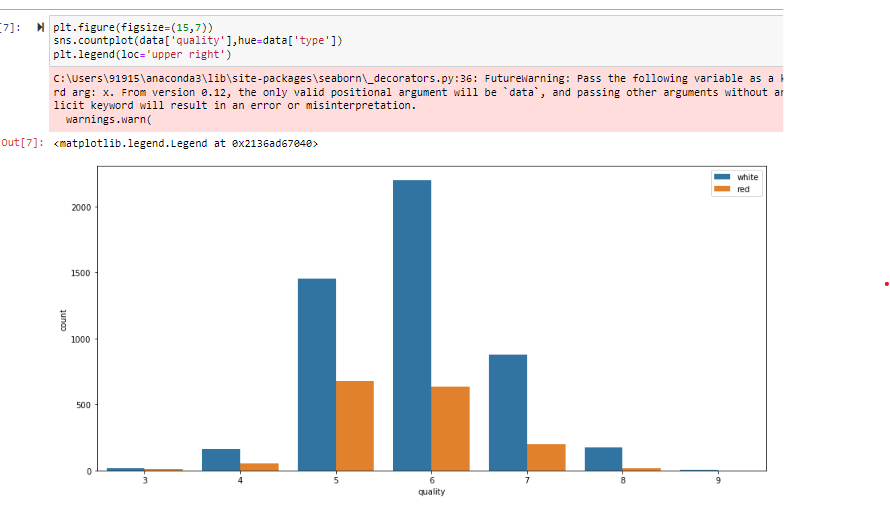 [7]: plt.figure(figsize=(15,7))
sns.countplot(data['quality'],hue=data['type'])
plt.legend(loc='upper right')
C:\Users\91915\anaconda3\lib\site-packages\seaborn\_decorators.py:36: FutureWarning: Pass the following variable as a k
rd arg: x. From version 0.12, the only valid positional argument will be `data`, and passing other arguments without an
licit keyword will result in an error or misinterpretation.
warnings.warn(
Out[7]: <matplotlib.legend.Legend at 0x2136ad67040>
white
red
2000
1500
1000
500
0
count
3 4 5 6 7 8 9
quality